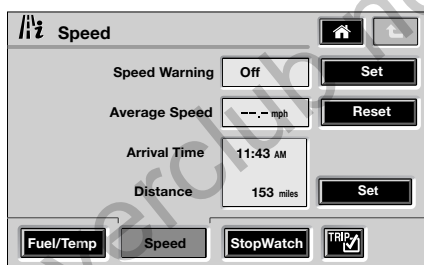 i Speed
Speed Warning Off Set
Average Speed --.- mph Reset
Arrival Time 11:43 AM
Distance 153 miles Set
Fuel/Temp Speed StopWatch TRIP